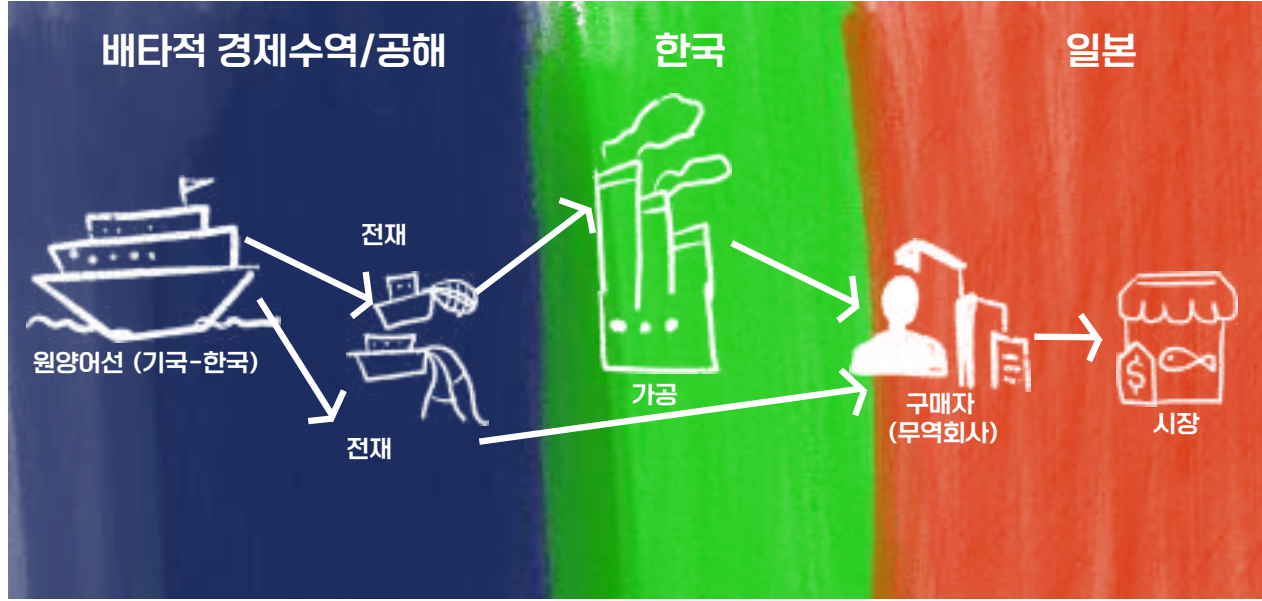 배타적 경제수역/공해
한국
일본
전재
원양어선 (기국-한국)
전재
가공
구매자
(무역회사)
$
시장